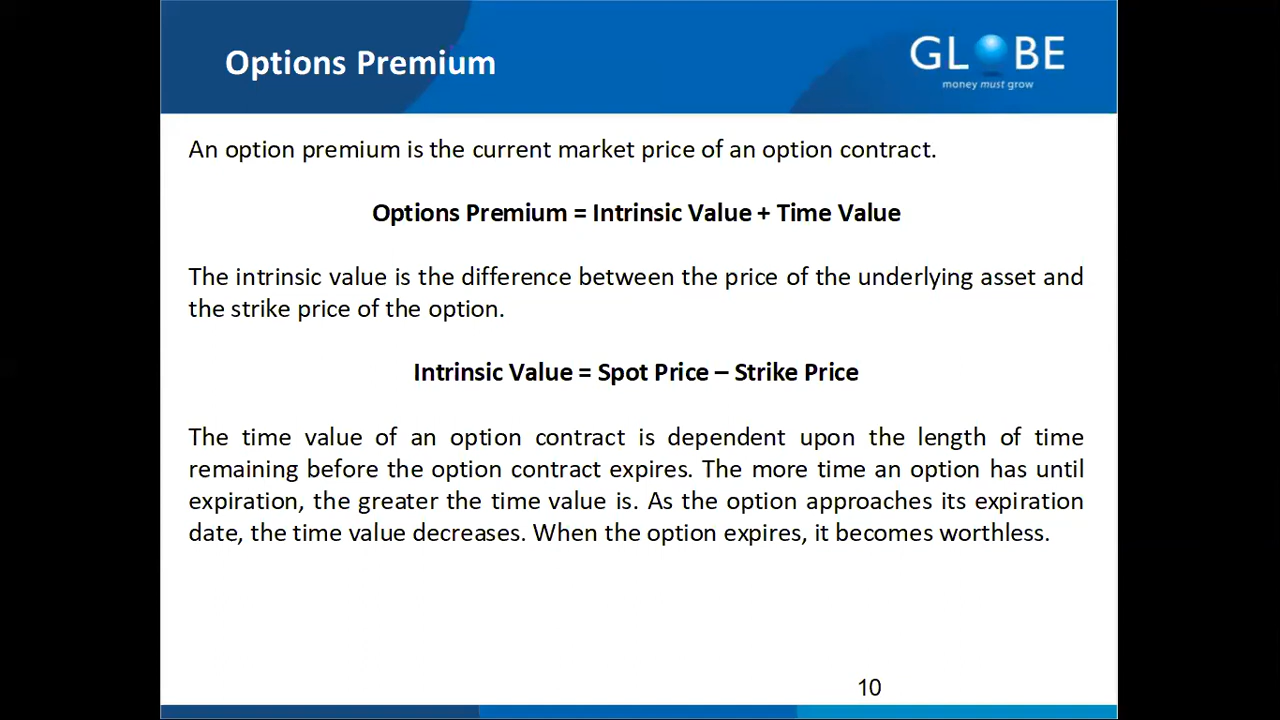 Options Premium
GLOBE
money must grow
An option premium is the current market price of an option contract.
Options Premium = Intrinsic Value + Time Value
The intrinsic value is the difference between the price of the underlying asset and
the strike price of the option.
Intrinsic Value = Spot Price – Strike Price
The time value of an option contract is dependent upon the length of time
remaining before the option contract expires. The more time an option has until
expiration, the greater the time value is. As the option approaches its expiration
date, the time value decreases. When the option expires, it becomes worthless.
10